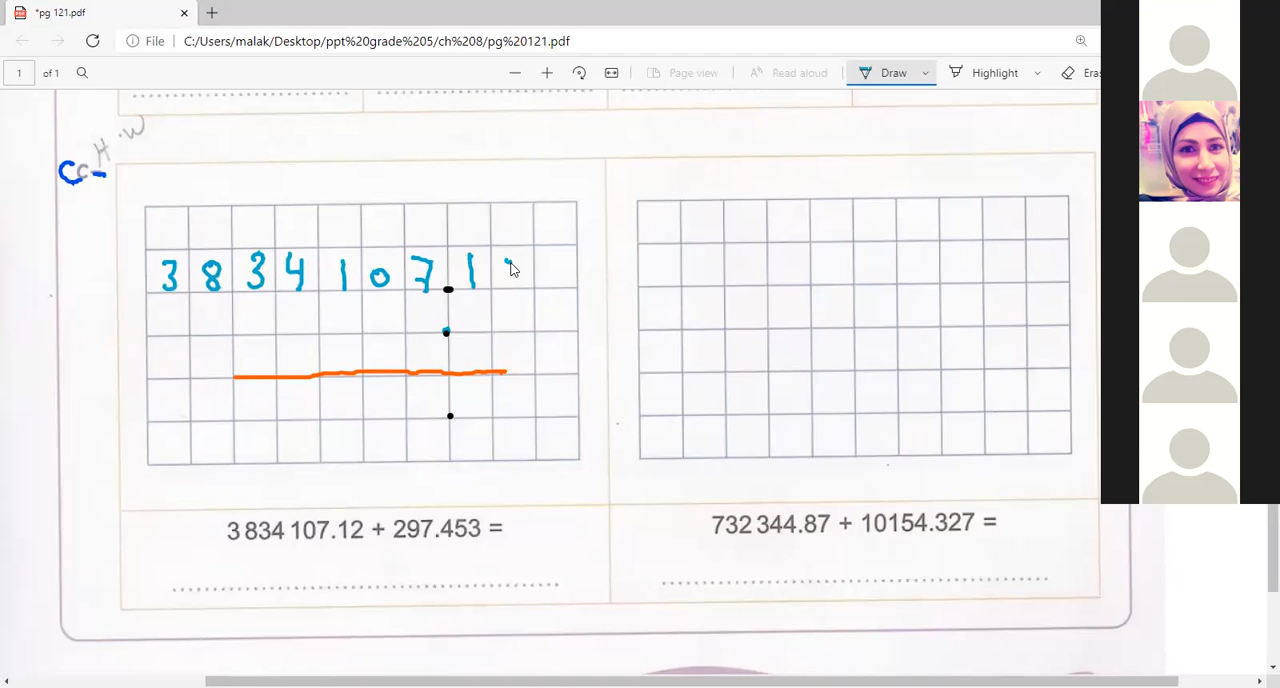 *pg 121.pdf
File C:/Users/malak/Desktop/ppt%20grade%205/ch%208/pg%20121.pdf
1 of 1 Page view Read aloud Draw Highlight
H.W
3 8 3 4 1 0 7 . 1
3 834 107.12 + 297.453 =
732 344.87 + 10154.327 =